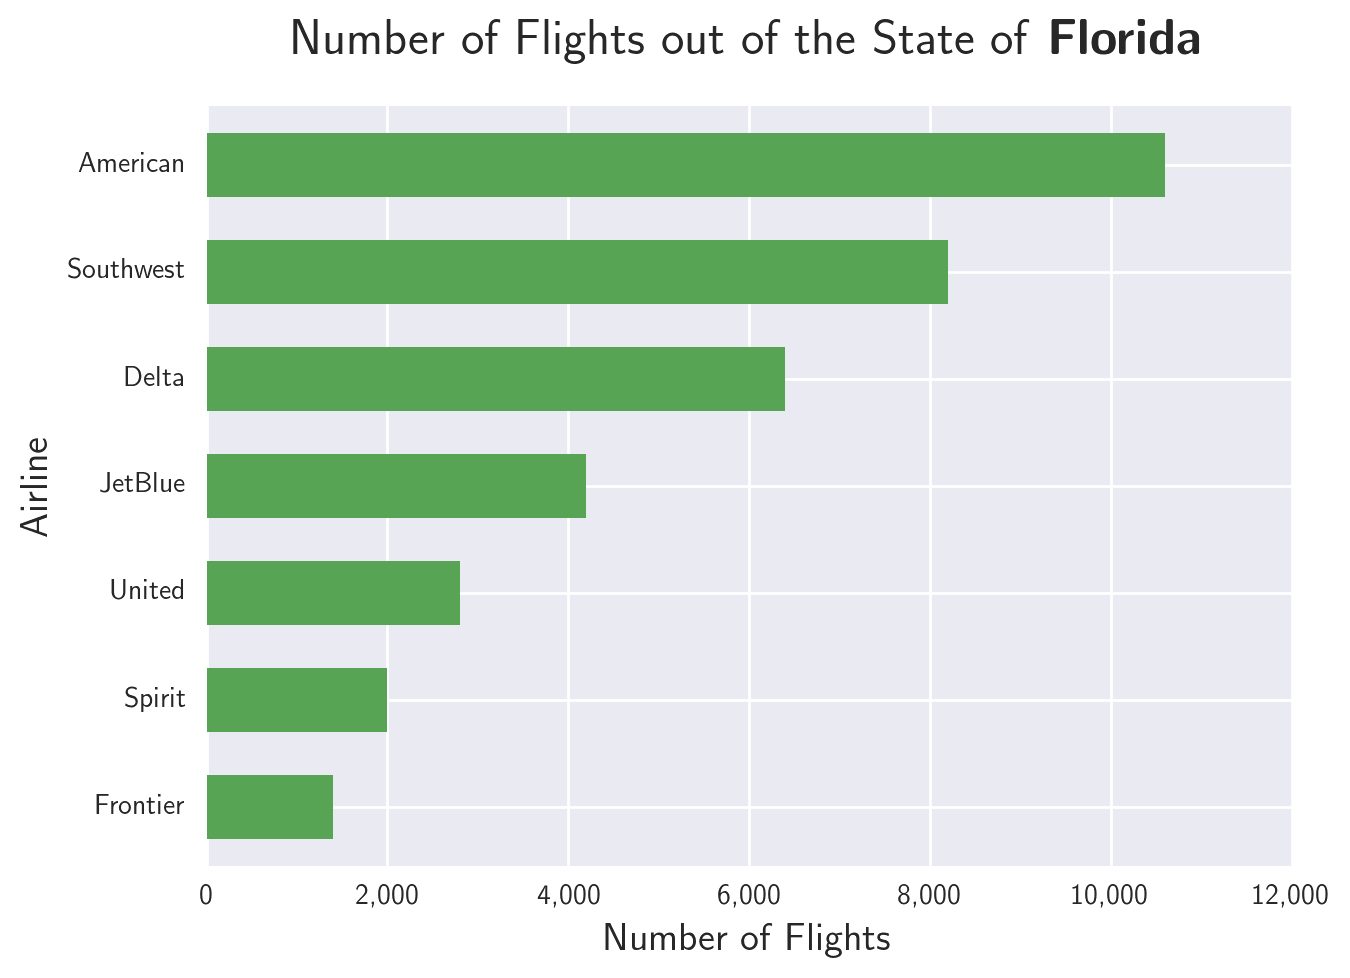 Number of Flights out of the State of Florida
American
Southwest
Delta
JetBlue
United
Spirit
Frontier
Airline
0 2,000 4,000 6,000 8,000 10,000 12,000
Number of Flights